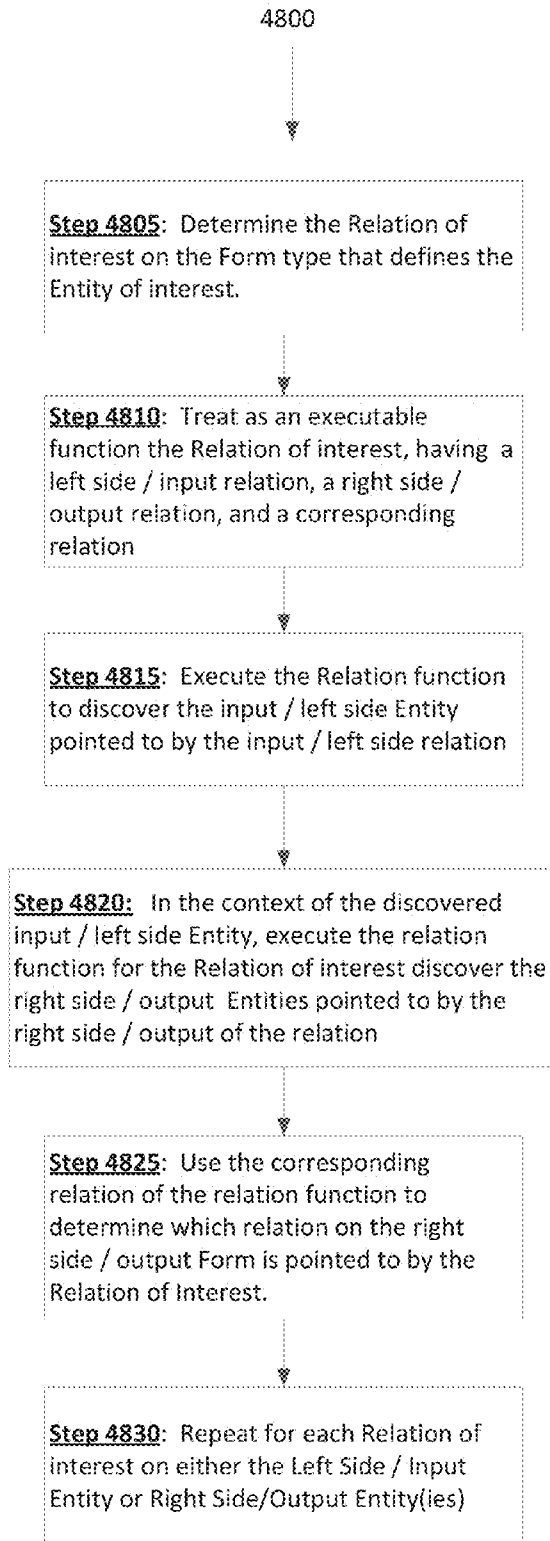 4800
Step 4805: Determine the Relation of
interest on the Form type that defines the
Entity of interest.
Step 4810: Treat as an executable
function the Relation of interest, having a
left side / input relation, a right side /
output relation, and a corresponding
relation
Step 4815: Execute the Relation function
to discover the input / left side Entity
pointed to by the input / left side relation
Step 4820: In the context of the discovered
input / left side Entity, execute the relation
function for the Relation of interest discover the
right side / output Entities pointed to by the
right side / output of the relation
Step 4825: Use the corresponding
relation of the relation function to
determine which relation on the right
side / output Form is pointed to by the
Relation of Interest.
Step 4830: Repeat for each Relation of
interest on either the Left Side / Input
Entity or Right Side/Output Entity(ies)